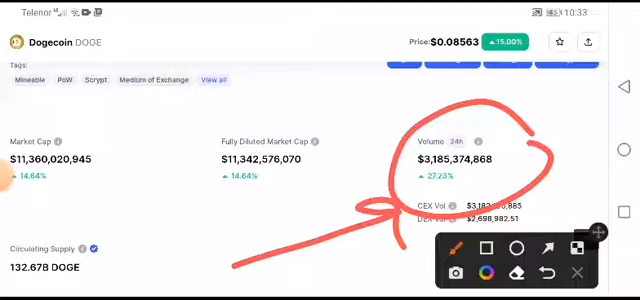 Telenor 10:33
Dogecoin DOGE Price: $0.08563 15.00%
Tags:
Mineable PoW Scrypt Medium of Exchange View all
Market Cap Fully Diluted Market Cap Volume 24h
$11,360,020,945 $11,342,576,070 $3,185,374,868
14.64% 14.64% 27.23%
CEX Vol
DEX Vol $2,698,982.51
Circulating Supply
132.67B DOGE